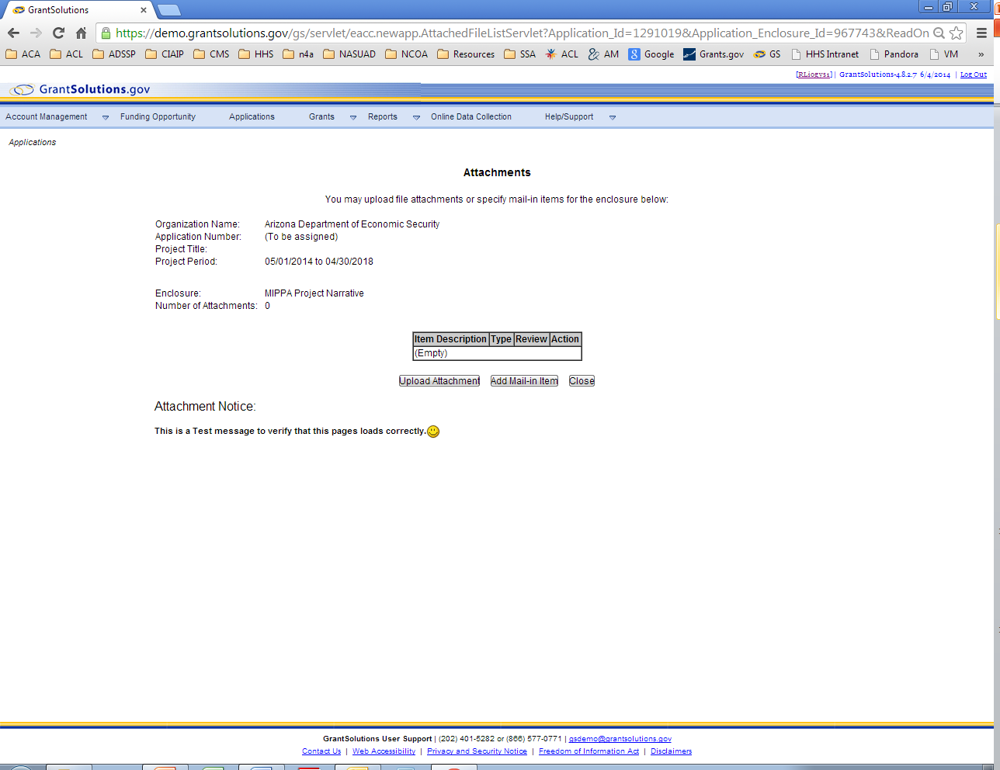 GrantSolutions
https://demo.grantsolutions.gov/gs/servlet/eacc.newapp.AttachedFileListServlet?Application_Id=1291019&Application_Enclosure_Id=967743&ReadOn
ACA ACL ADSSP CIAIP CMS HHS n4a NASUAD NCOA Resources SSA ACL AM Google Grants.gov GS HHS Intranet Pandora VM »
[RLiogvs1] | GrantSolutions-4.8.2.7 6/4/2014 | Log Out
GrantSolutions.gov
Account Management Funding Opportunity Applications Grants Reports Online Data Collection Help/Support
Applications
Attachments
You may upload file attachments or specify mail-in items for the enclosure below:
Organization Name: Arizona Department of Economic Security
Application Number: (To be assigned)
Project Title:
Project Period: 05/01/2014 to 04/30/2018
Enclosure: MIPPA Project Narrative
Number of Attachments: 0
Item Description Type Review Action
(Empty)
Upload Attachment Add Mail-in Item Close
Attachment Notice:
This is a Test message to verify that this pages loads correctly.
GrantSolutions User Support | (202) 401-5282 or (866) 577-0771 | gsdemo@grantsolutions.gov
Contact Us | Web Accessibility | Privacy and Security Notice | Freedom of Information Act | Disclaimers